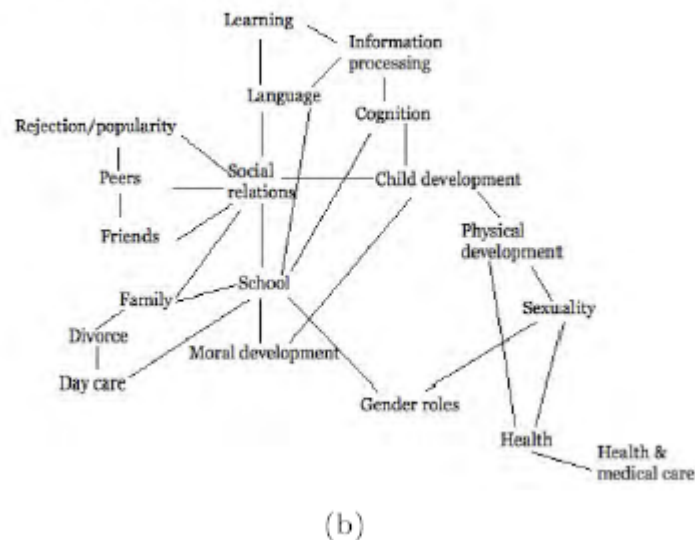 Learning
Information
processing
Language
Cognition
Rejection/popularity
Social
relations
Peers
Child development
Friends
Physical
development
School
Family
Sexuality
Divorce
Moral development
Day care
Gender roles
Health
Health &
medical care
(b)